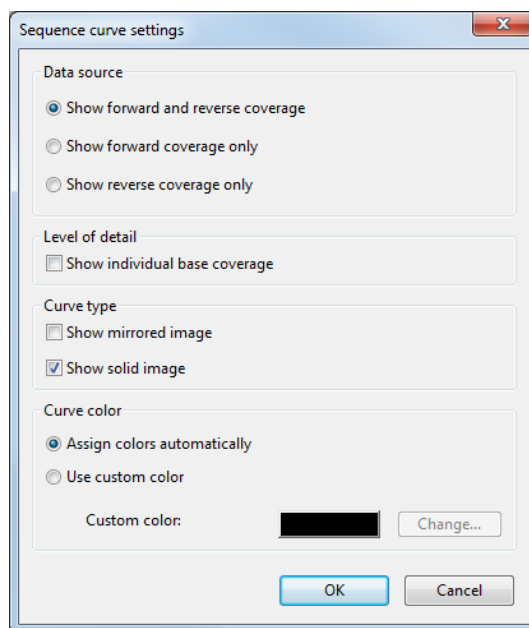 Sequence curve settings
Data source
Show forward and reverse coverage
Show forward coverage only
Show reverse coverage only
Level of detail
Show individual base coverage
Curve type
Show mirrored image
Show solid image
Curve color
Assign colors automatically
Use custom color
Custom color:
Change...
OK
Cancel